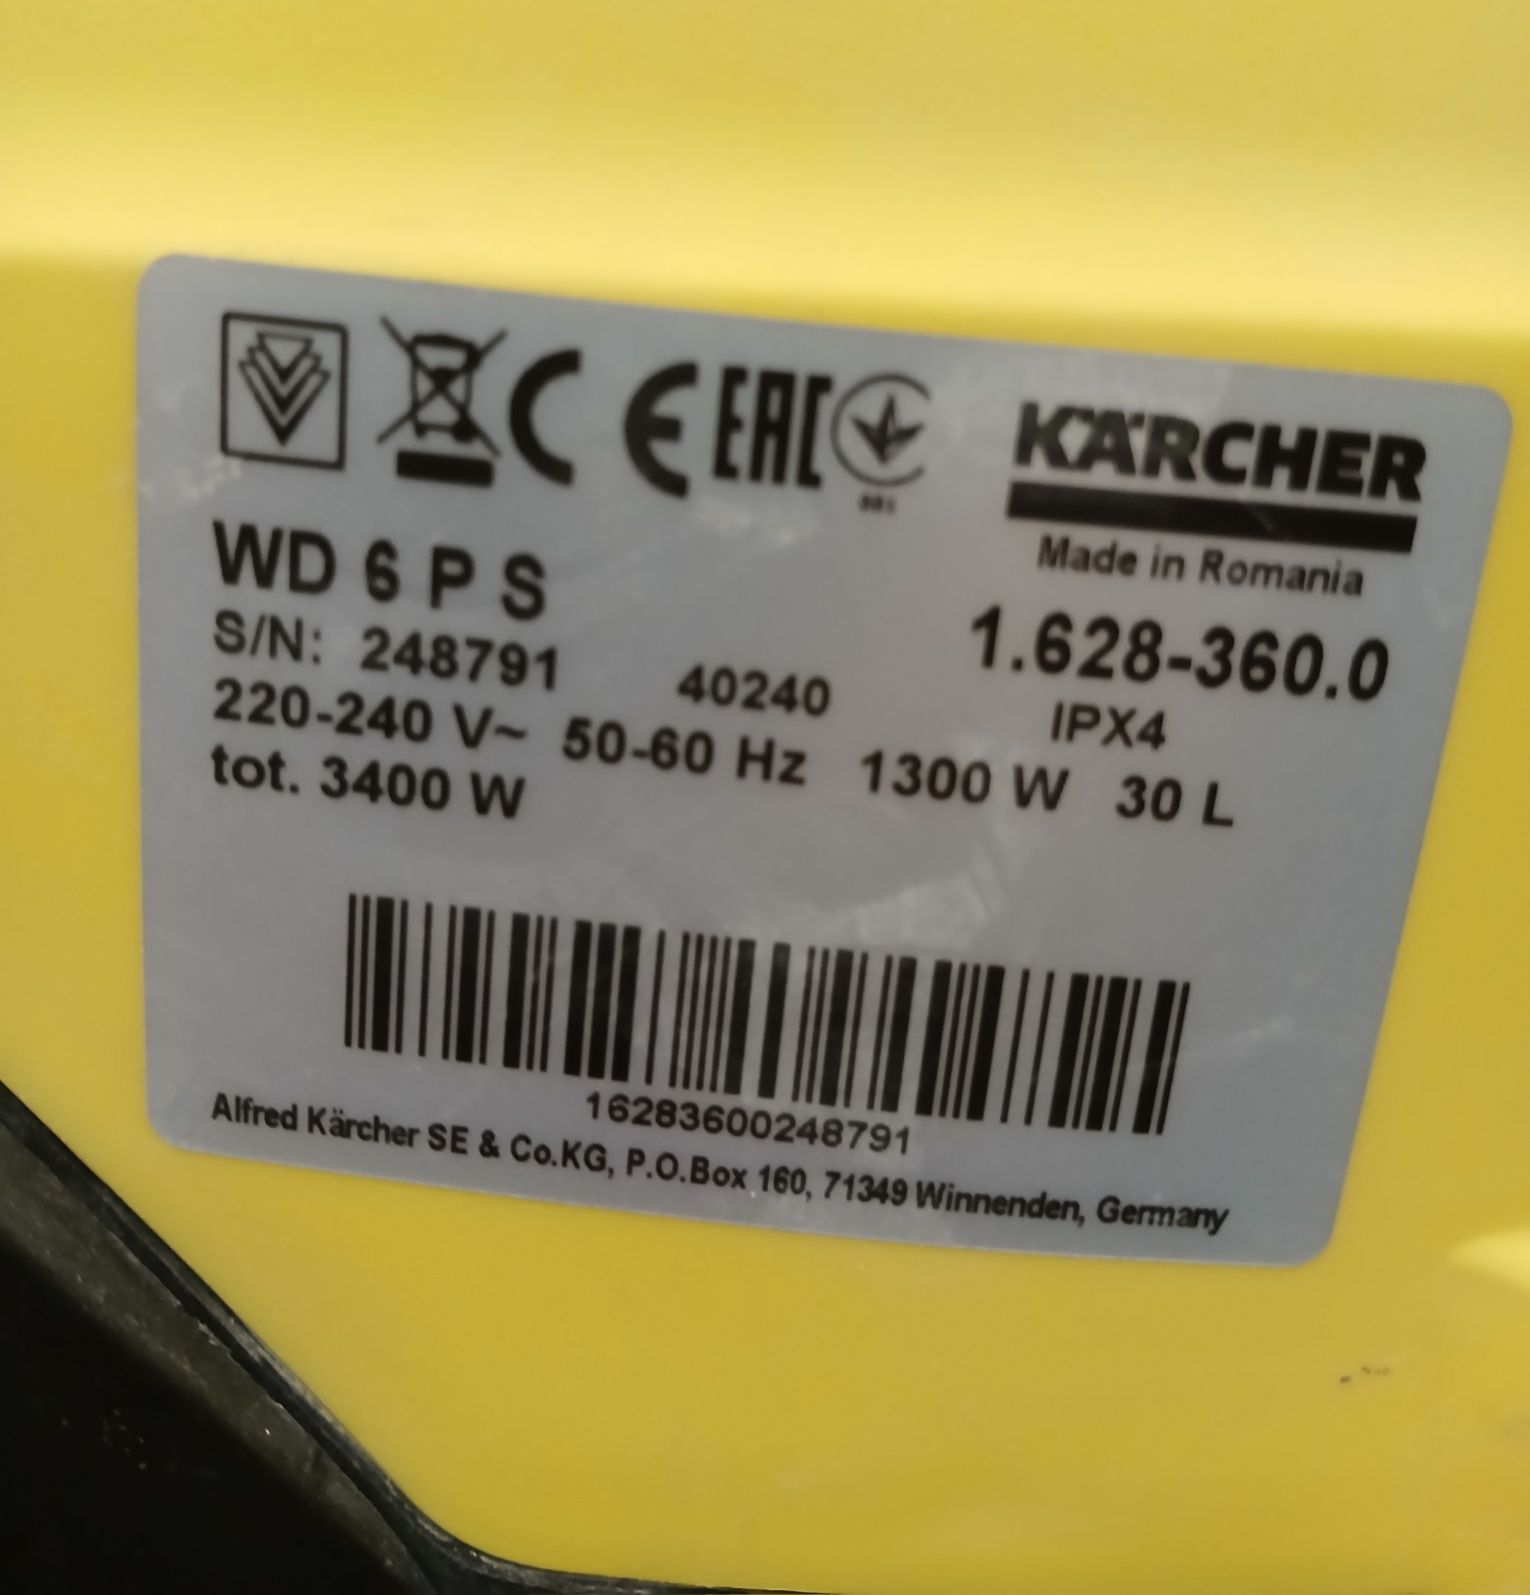 CE EAC
KÄRCHER
Made in Romania
WD 6 P S
1.628-360.0
S/N: 248791 40240 IPX4
220-240 V~ 50-60 Hz 1300 W 30 L
tot. 3400 W
16283600248791
Alfred Kärcher SE & Co.KG, P.O.Box 160, 71349 Winnenden, Germany